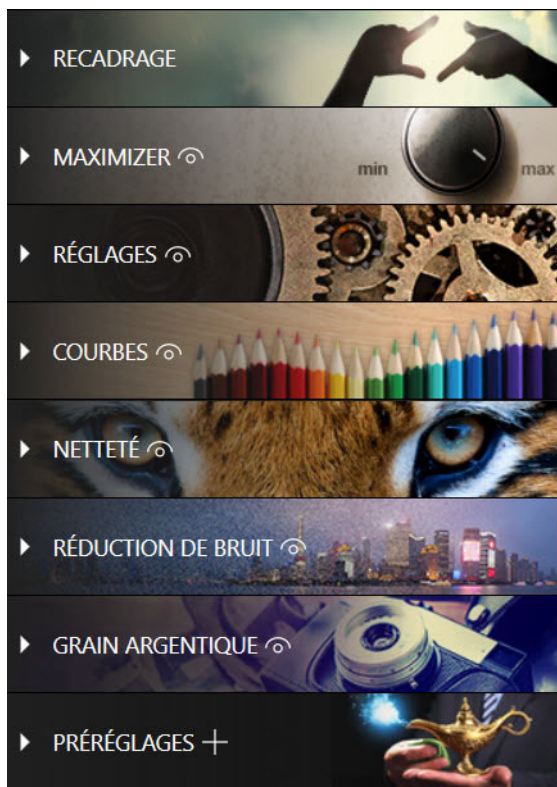 RECADRAGE
MAXIMIZER
min max
RÉGLAGES
COURBES
NETTETÉ
RÉDUCTION DE BRUIT
GRAIN ARGENTIQUE
PRÉRÉGLAGES